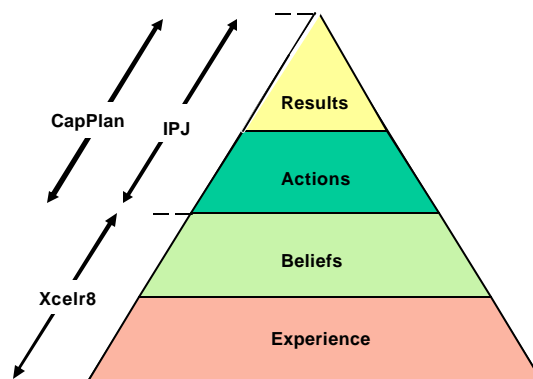 Results
CapPlan
IPJ
Actions
Beliefs
Xcelr8
Experience